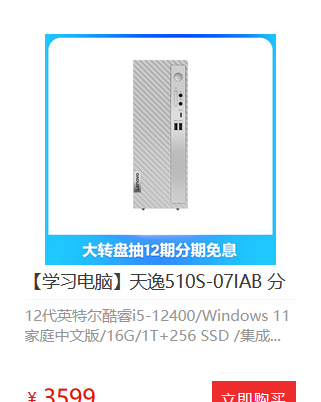 lenovo
大转盘抽12期分期免息
【学习电脑】天逸510S-07IAB 分
12代英特尔酷睿i5-12400/Windows 11
家庭中文版/16G/1T+256 SSD /集成...
¥ 3599
立即购买